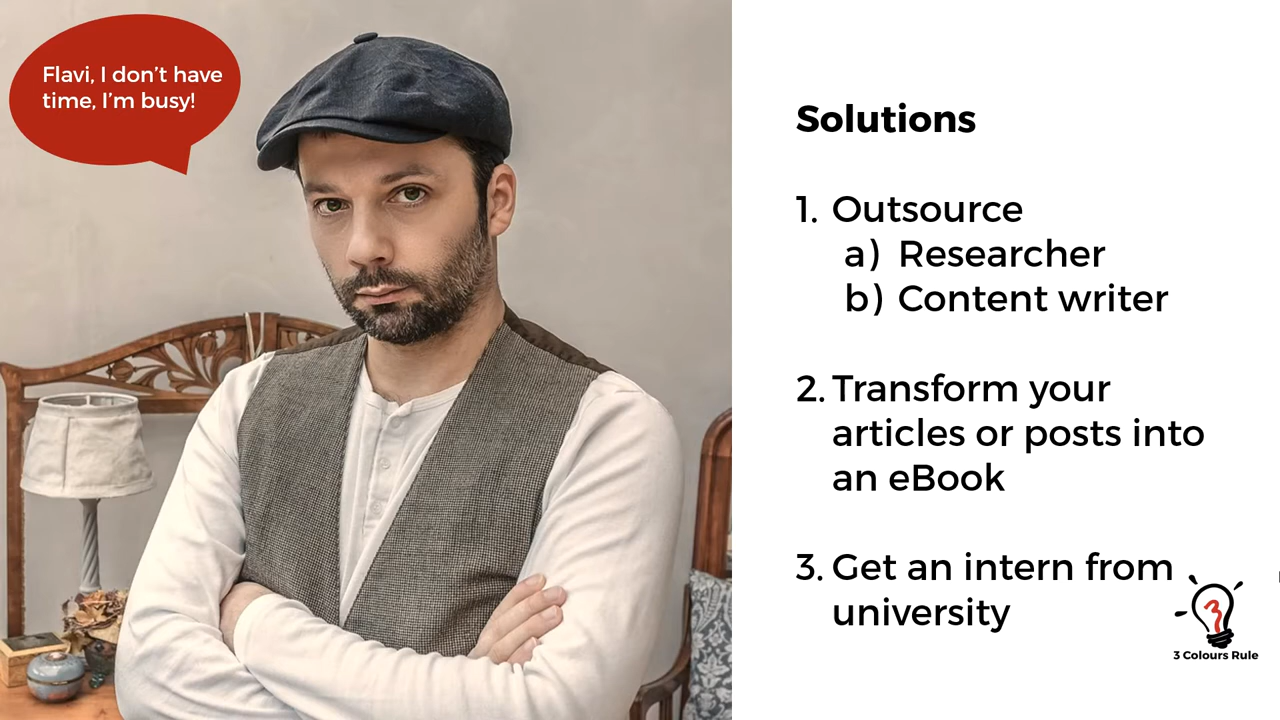 Flavi, I don’t have
time, I’m busy!
Solutions
1. Outsource
a) Researcher
b) Content writer
2. Transform your
articles or posts into
an eBook
3. Get an intern from
university
3
3 Colours Rule